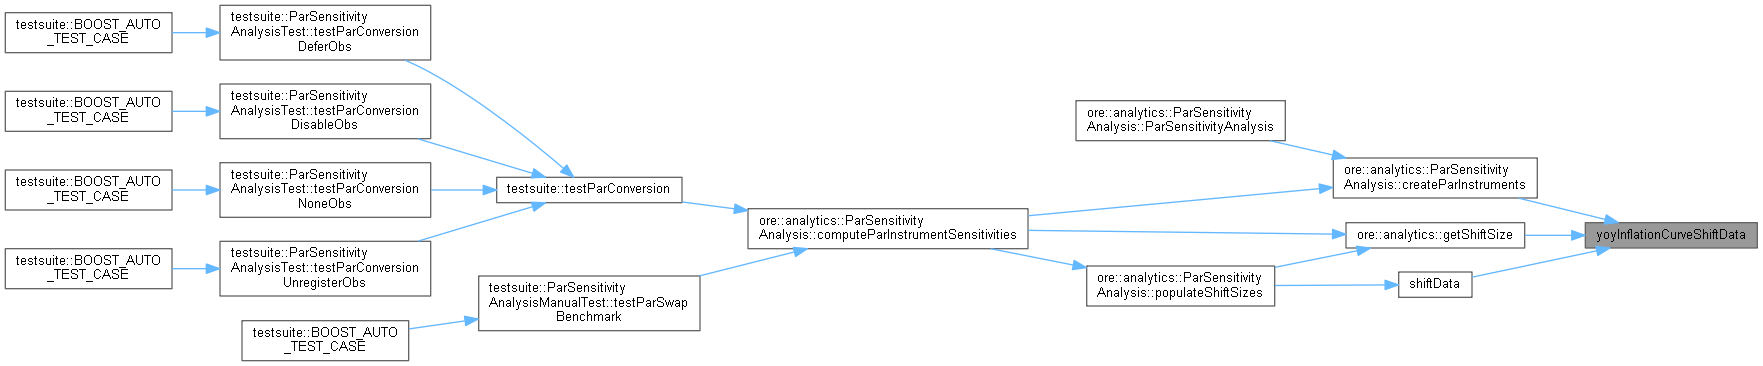 testsuite::BOOST_AUTO
_TEST_CASE
testsuite::ParSensitivity
AnalysisTest::testParConversion
DeferObs
testsuite::BOOST_AUTO
_TEST_CASE
testsuite::ParSensitivity
AnalysisTest::testParConversion
DisableObs
testsuite::BOOST_AUTO
_TEST_CASE
testsuite::ParSensitivity
AnalysisTest::testParConversion
NoneObs
testsuite::BOOST_AUTO
_TEST_CASE
testsuite::ParSensitivity
AnalysisTest::testParConversion
UnregisterObs
testsuite::BOOST_AUTO
_TEST_CASE
testsuite::testParConversion
testsuite::ParSensitivity
AnalysisManualTest::testParSwap
Benchmark
ore::analytics::ParSensitivity
Analysis::computeParInstrumentSensitivities
ore::analytics::ParSensitivity
Analysis::ParSensitivityAnalysis
ore::analytics::ParSensitivity
Analysis::createParInstruments
ore::analytics::getShiftSize
ore::analytics::ParSensitivity
Analysis::populateShiftSizes
shiftData
yoyInflationCurveShiftData